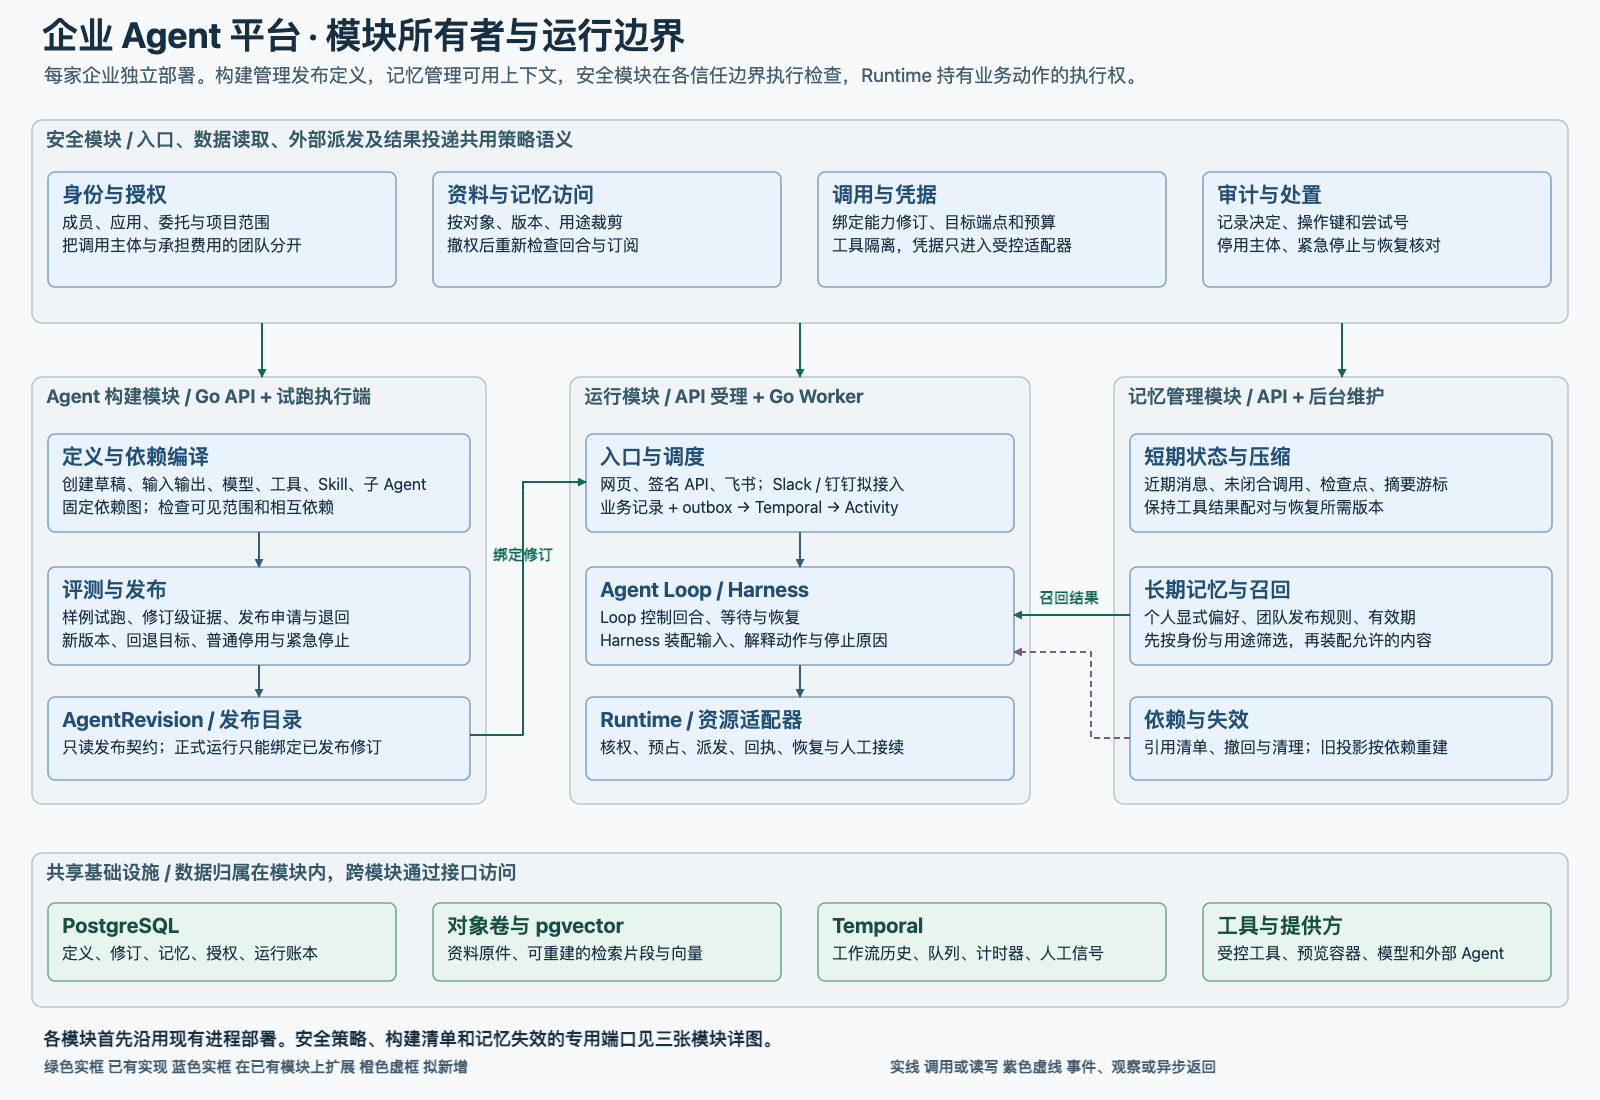 企业 Agent 平台 · 模块所有者与运行边界
每家企业独立部署。构建管理发布定义，记忆管理可用上下文，安全模块在各信任边界执行检查，Runtime 持有业务动作的执行权。
安全模块 / 入口、数据读取、外部派发及结果投递共用策略语义
身份与授权
成员、应用、委托与项目范围
把调用主体与承担费用的团队分开
资料与记忆访问
按对象、版本、用途裁剪
撤权后重新检查回合与订阅
调用与凭据
绑定能力修订、目标端点和预算
工具隔离，凭据只进入受控适配器
审计与处置
记录决定、操作键和尝试号
停用主体、紧急停止与恢复核对
Agent 构建模块 / Go API + 试跑执行端
定义与依赖编译
创建草稿、输入输出、模型、工具、Skill、子 Agent
固定依赖图；检查可见范围和相互依赖
评测与发布
样例试跑、修订级证据、发布申请与退回
新版本、回退目标、普通停用与紧急停止
AgentRevision / 发布目录
只读发布契约；正式运行只能绑定已发布修订
绑定修订
运行模块 / API 受理 + Go Worker
入口与调度
网页、签名 API、飞书；Slack / 钉钉拟接入
业务记录 + outbox → Temporal → Activity
Agent Loop / Harness
Loop 控制回合、等待与恢复
Harness 装配输入、解释动作与停止原因
Runtime / 资源适配器
核权、预占、派发、回执、恢复与人工接续
召回结果
记忆管理模块 / API + 后台维护
短期状态与压缩
近期消息、未闭合调用、检查点、摘要游标
保持工具结果配对与恢复所需版本
长期记忆与召回
个人显式偏好、团队发布规则、有效期
先按身份与用途筛选，再装配允许的内容
依赖与失效
引用清单、撤回与清理；旧投影按依赖重建
共享基础设施 / 数据归属在模块内，跨模块通过接口访问
PostgreSQL
定义、修订、记忆、授权、运行账本
对象卷与 pgvector
资料原件、可重建的检索片段与向量
Temporal
工作流历史、队列、计时器、人工信号
工具与提供方
受控工具、预览容器、模型和外部 Agent
各模块首先沿用现有进程部署。安全策略、构建清单和记忆失效的专用端口见三张模块详图。
绿色实框 已有实现 蓝色实框 在已有模块上扩展 橙色虚框 拟新增
实线 调用或读写 紫色虚线 事件、观察或异步返回